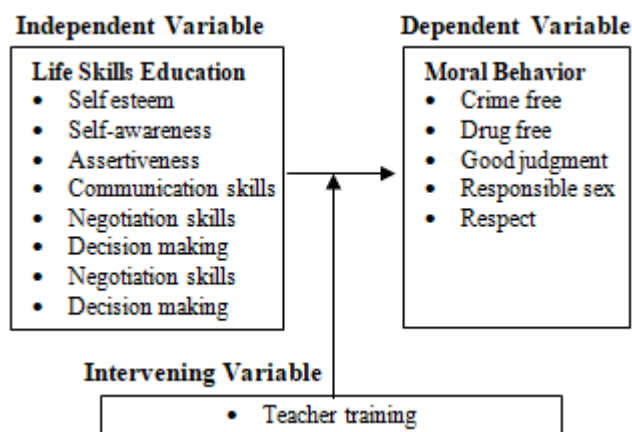 Independent Variable
Life Skills Education
• Self esteem
• Self-awareness
• Assertiveness
• Communication skills
• Negotiation skills
• Decision making
• Negotiation skills
• Decision making
Dependent Variable
Moral Behavior
• Crime free
• Drug free
• Good judgment
• Responsible sex
• Respect
Intervening Variable
• Teacher training